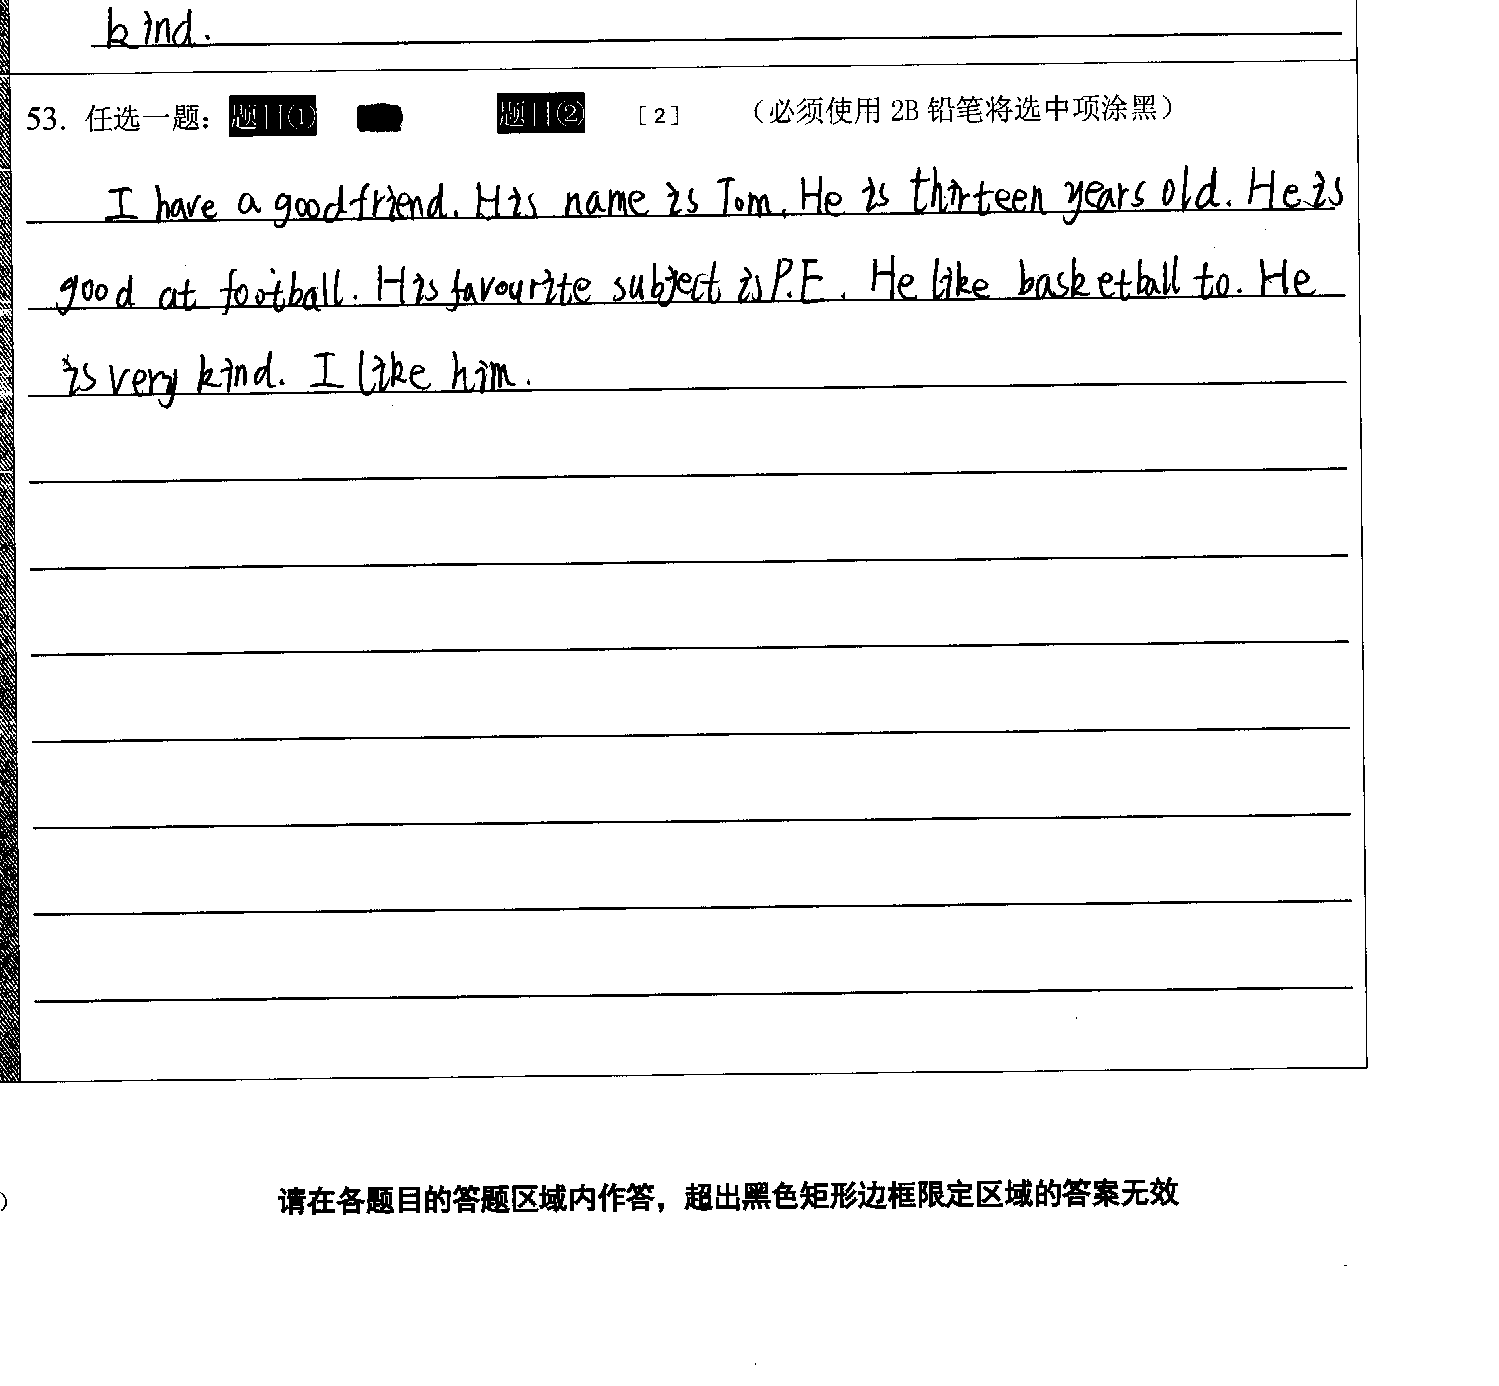 kind.
53. 任选一题： 题目① 题目② [2] （必须使用 2B 铅笔将选中项涂黑）
I have a good friend. His name is Tom. He is thirteen years old. He is
good at football. His favourite subject is P.E. He like basketball to. He
is very kind. I like him.
）
请在各题目的答题区域内作答，超出黑色矩形边框限定区域的答案无效